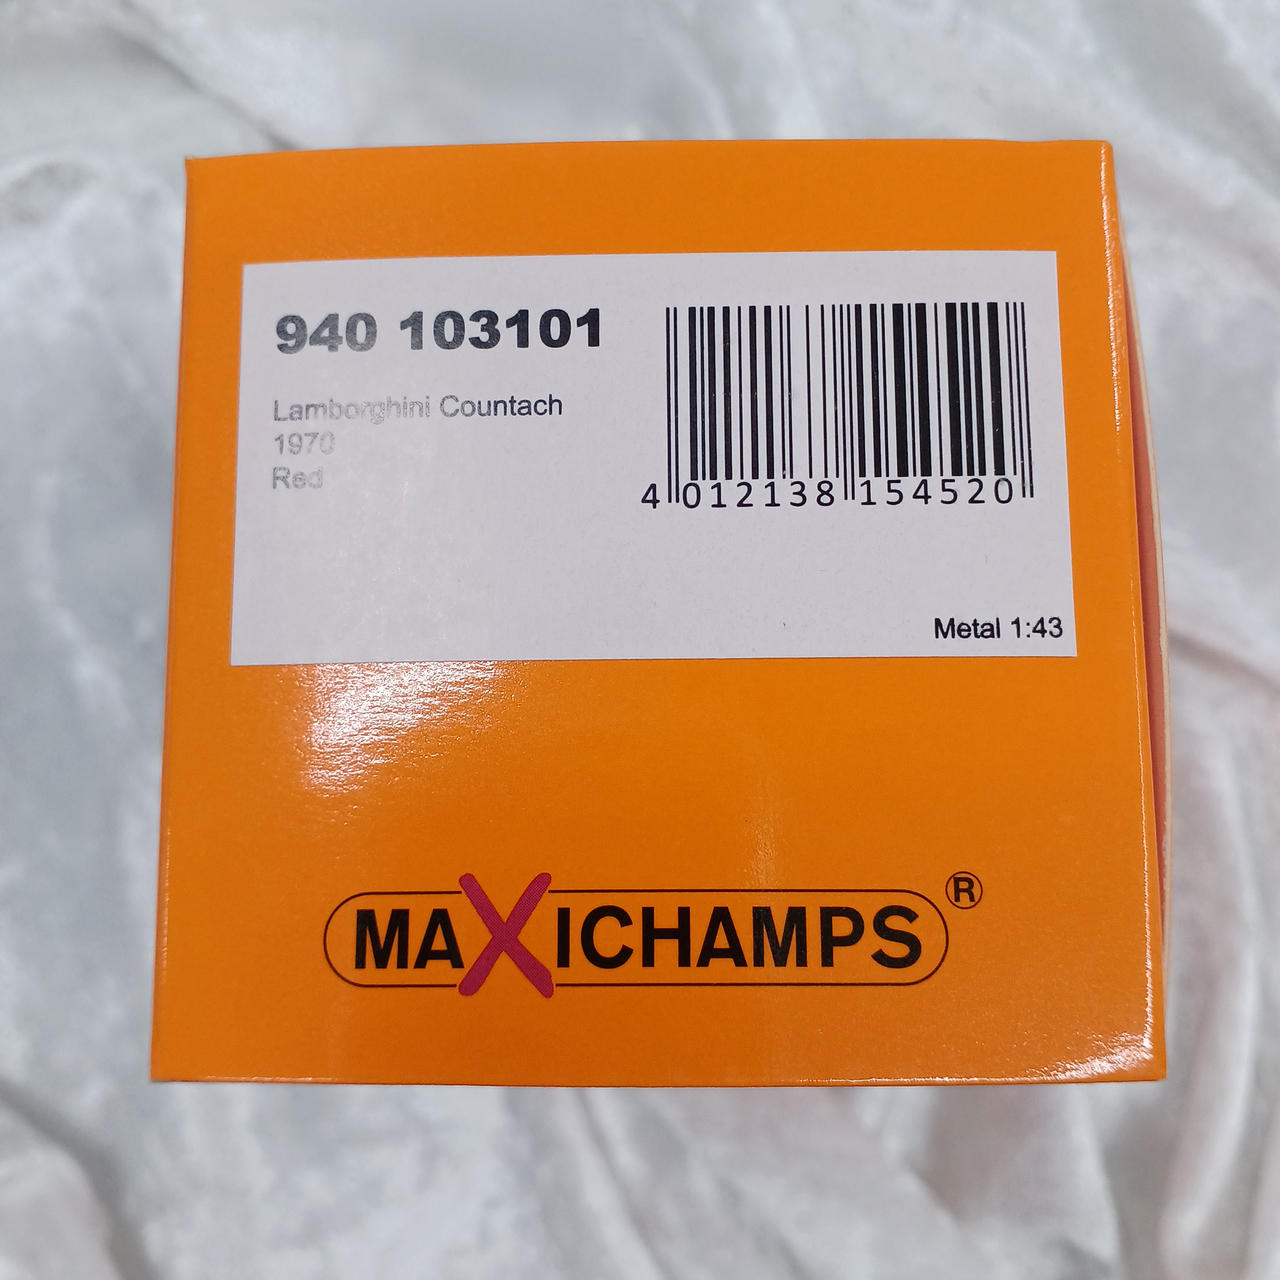 940 103101
Lamborghini Countach
1970
Red
4 012138 154520
Metal 1:43
MAXICHAMPS®